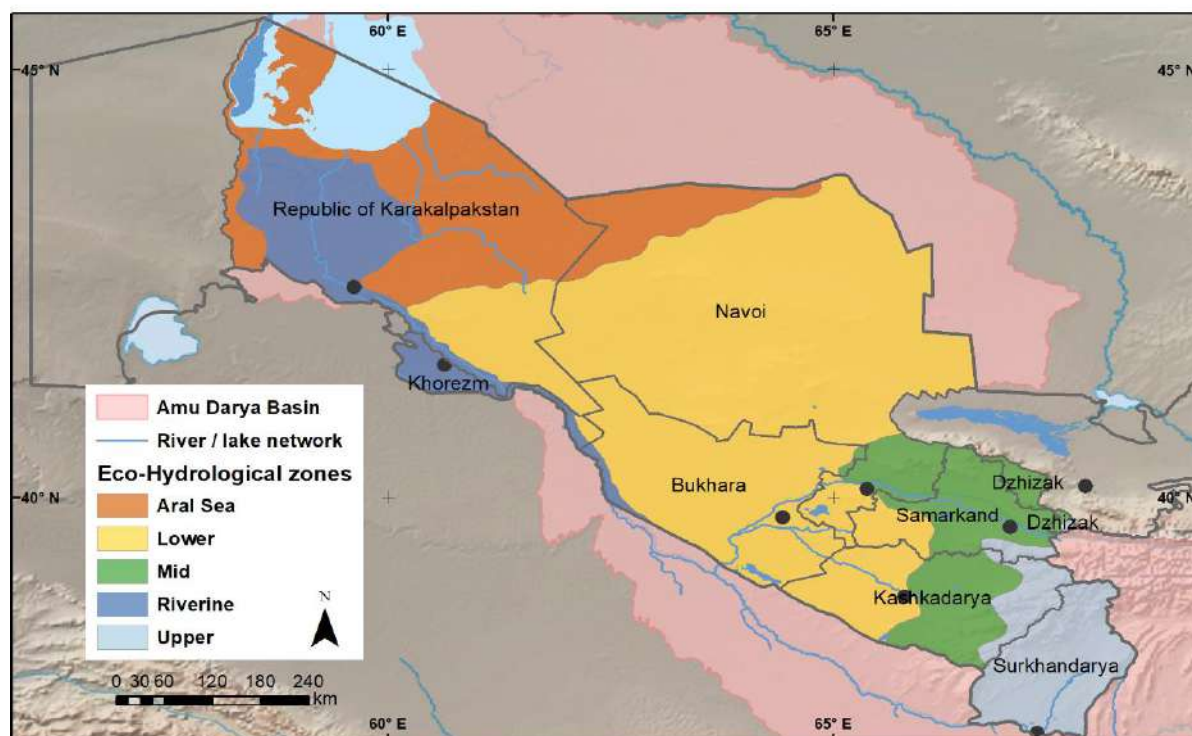 60° E
65° E
45° N
45° N
Republic of Karakalpakstan
Navoi
Khorezm
Amu Darya Basin
River / lake network
Eco-Hydrological zones
Aral Sea
Lower
Mid
Riverine
Upper
N
0 30 60 120 180 240
km
Bukhara
Dzhizak
40° N
40° N
Samarkand
Dzhizak
Kashkadarya
Surkhandarya
60° E
65° E